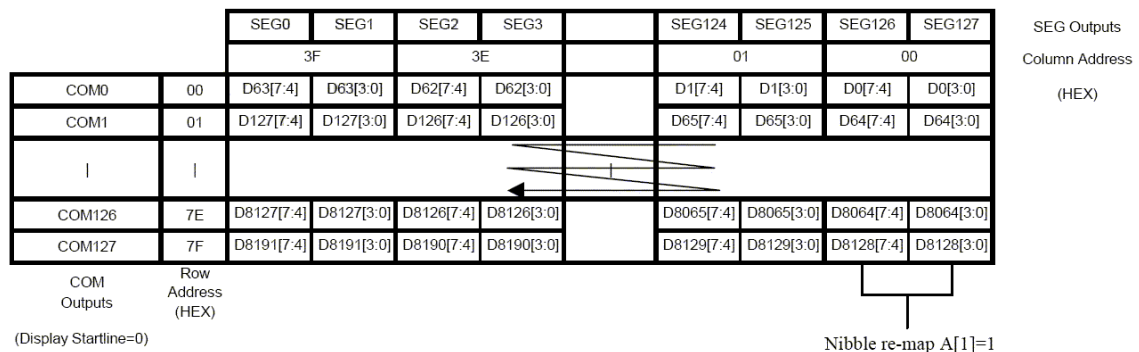 SEG0 SEG1 SEG2 SEG3 SEG124 SEG125 SEG126 SEG127 SEG Outputs
3F 3E 01 00 Column Address
COM0 00 D63[7:4] D63[3:0] D62[7:4] D62[3:0] D1[7:4] D1[3:0] D0[7:4] D0[3:0] (HEX)
COM1 01 D127[7:4] D127[3:0] D126[7:4] D126[3:0] D65[7:4] D65[3:0] D64[7:4] D64[3:0]
| | |
COM126 7E D8127[7:4] D8127[3:0] D8126[7:4] D8126[3:0] D8065[7:4] D8065[3:0] D8064[7:4] D8064[3:0]
COM127 7F D8191[7:4] D8191[3:0] D8190[7:4] D8190[3:0] D8129[7:4] D8129[3:0] D8128[7:4] D8128[3:0]
COM
Outputs
Row
Address
(HEX)
(Display Startline=0)
Nibble re-map A[1]=1